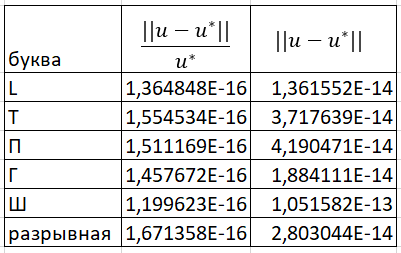 буква ||u − u*|| / u* ||u − u*||
L 1,364848E-16 1,361552E-14
Т 1,554534E-16 3,717639E-14
П 1,511169E-16 4,190471E-14
Г 1,457672E-16 1,884111E-14
Ш 1,199623E-16 1,051582E-13
разрывная 1,671358E-16 2,803044E-14